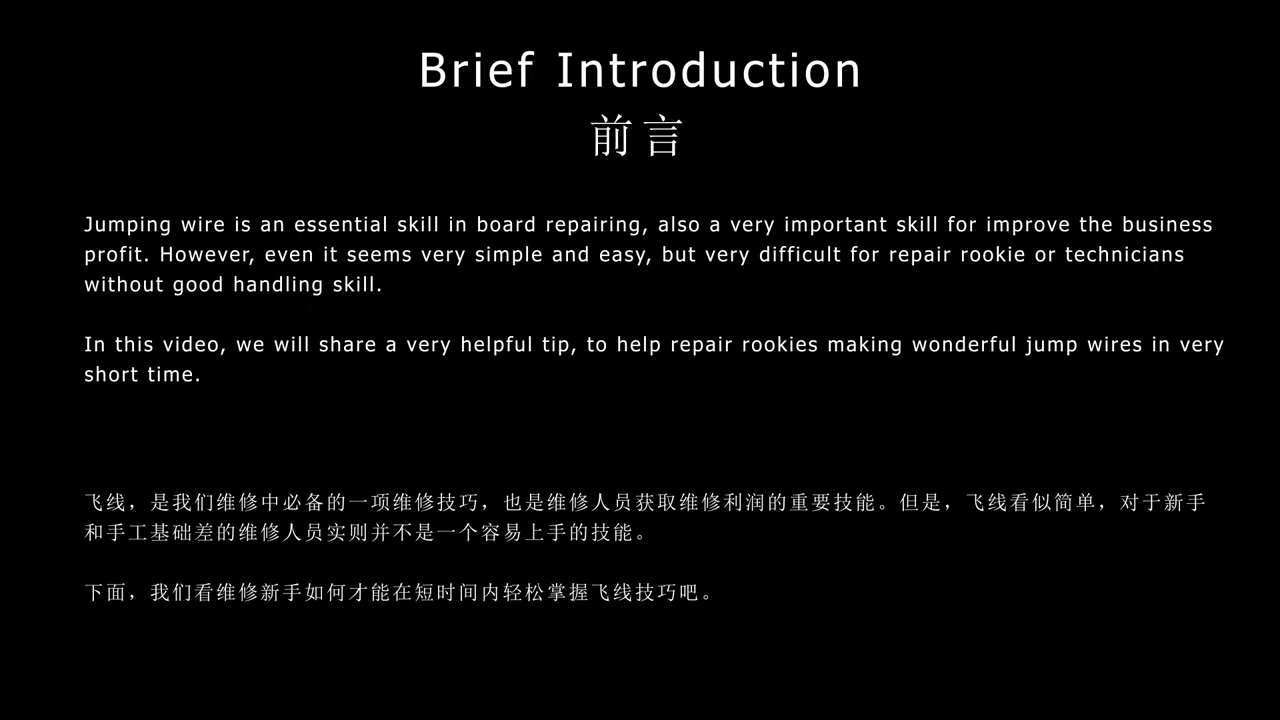 Brief Introduction
前言
Jumping wire is an essential skill in board repairing, also a very important skill for improve the business
profit. However, even it seems very simple and easy, but very difficult for repair rookie or technicians
without good handling skill.
In this video, we will share a very helpful tip, to help repair rookies making wonderful jump wires in very
short time.
飞线，是我们维修中必备的一项维修技巧，也是维修人员获取维修利润的重要技能。但是，飞线看似简单，对于新手
和手工基础差的维修人员实则并不是一个容易上手的技能。
下面，我们看维修新手如何才能在短时间内轻松掌握飞线技巧吧。